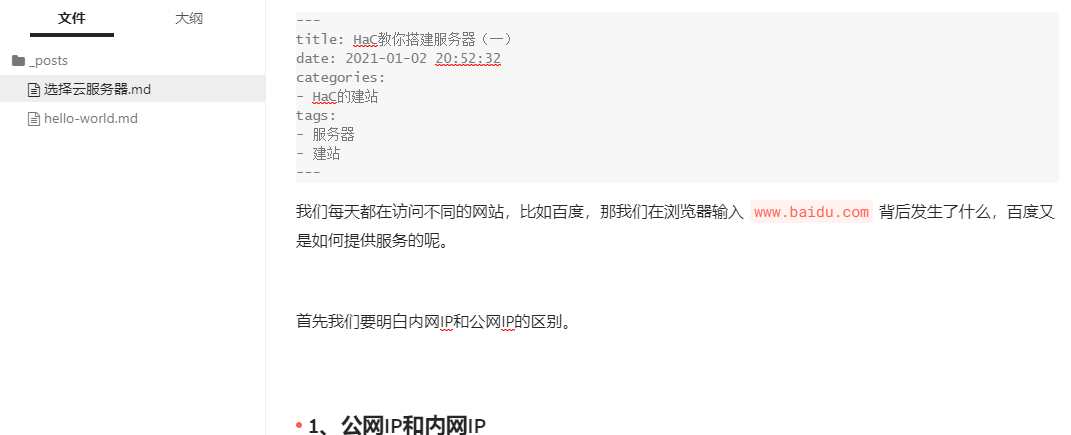 文件 大纲
_posts
选择云服务器.md
hello-world.md
---
title: HaC教你搭建服务器（一）
date: 2021-01-02 20:52:32
categories:
- HaC的建站
tags:
- 服务器
- 建站
---
我们每天都在访问不同的网站，比如百度，那我们在浏览器输入 www.baidu.com 背后发生了什么，百度又
是如何提供服务的呢。
首先我们要明白内网IP和公网IP的区别。
1、公网IP和内网IP